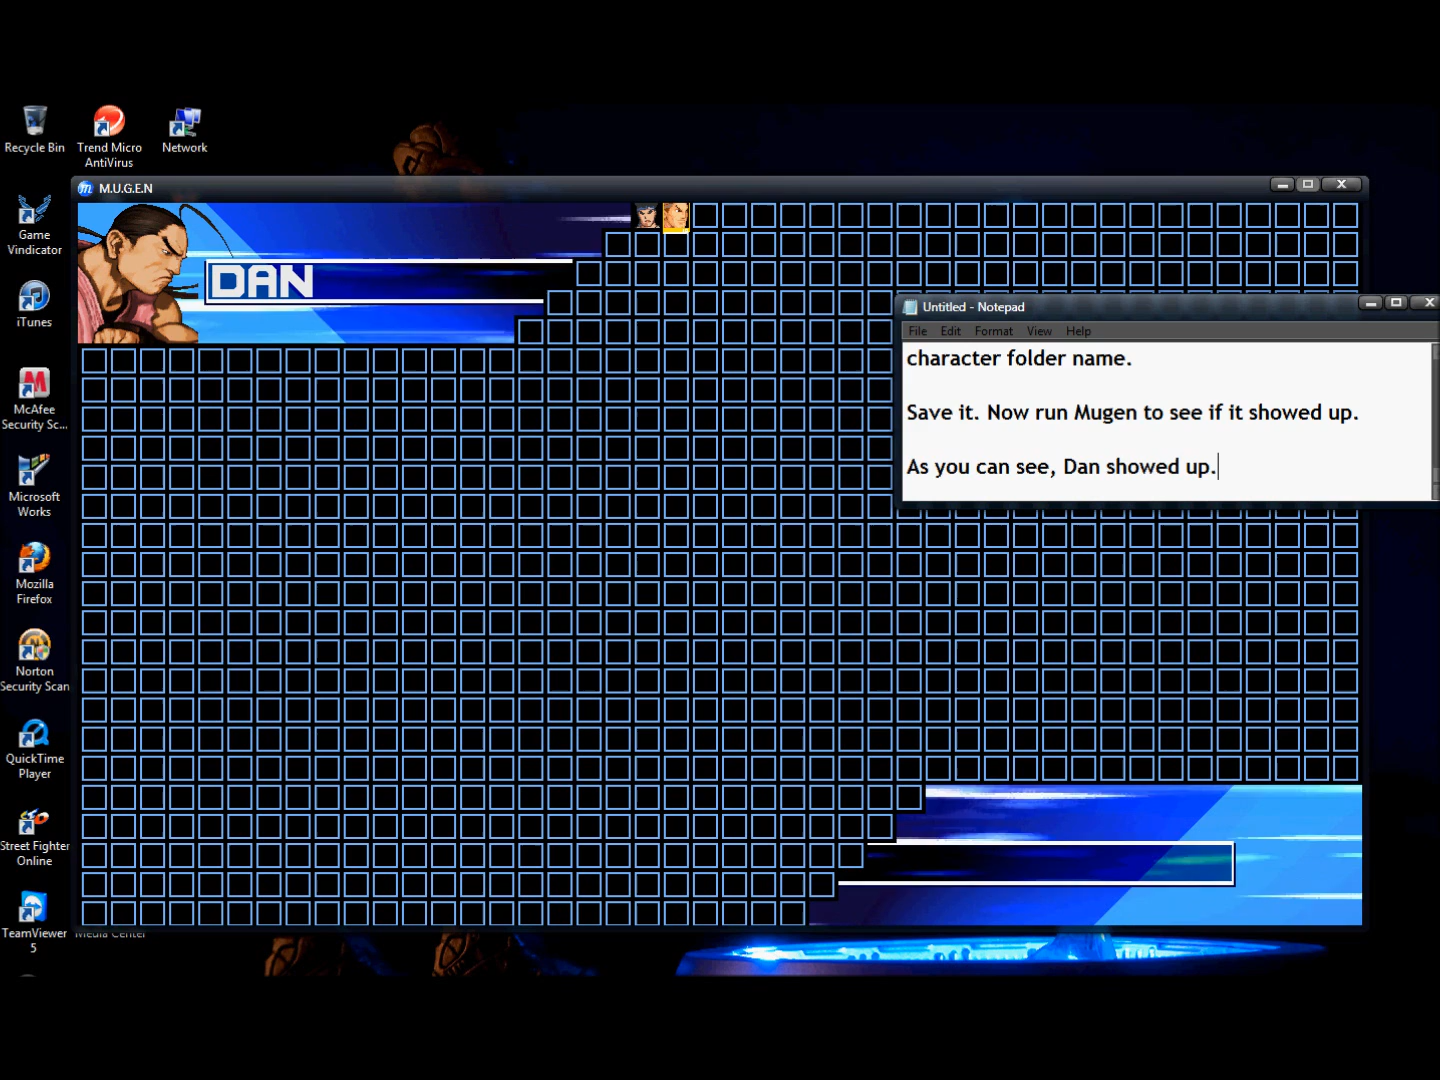 Recycle Bin
Trend Micro
AntiVirus
Network
M.U.G.E.N
Game
Vindicator
DAN
iTunes
Untitled - Notepad
File Edit Format View Help
character folder name.
Save it. Now run Mugen to see if it showed up.
As you can see, Dan showed up.
McAfee
Security Sc...
Microsoft
Works
Mozilla
Firefox
Norton
Security Scan
QuickTime
Player
Street Fighter
Online
TeamViewer
5
Media Center